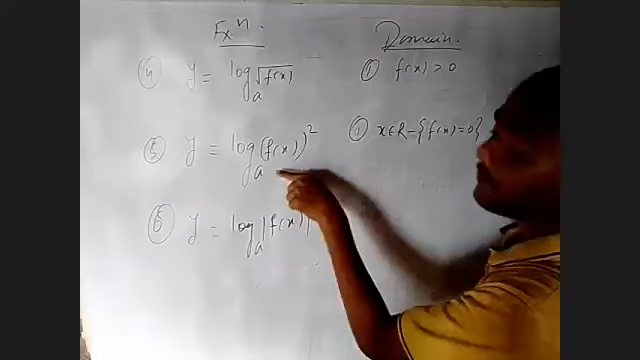 Fxⁿ. Domain.
④ y = logₐ √f(x) ① f(x) > 0
⑤ y = logₐ (f(x))² ① x ∈ R - {f(x) = 0}
⑥ y = logₐ |f(x)|